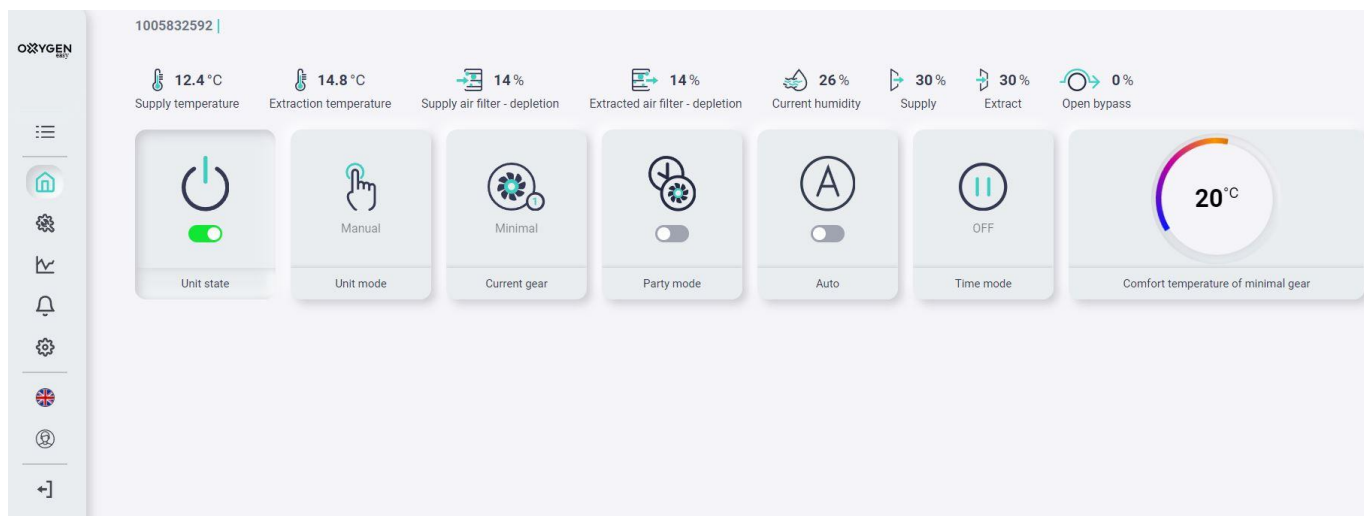 1005832592 |
OXYGEN
easy
12.4 °C
Supply temperature
14.8 °C
Extraction temperature
14 %
Supply air filter - depletion
14 %
Extracted air filter - depletion
26 %
Current humidity
30 %
Supply
30 %
Extract
0 %
Open bypass
Unit state
Manual
Unit mode
1
Minimal
Current gear
Party mode
A
Auto
OFF
Time mode
20 °C
Comfort temperature of minimal gear